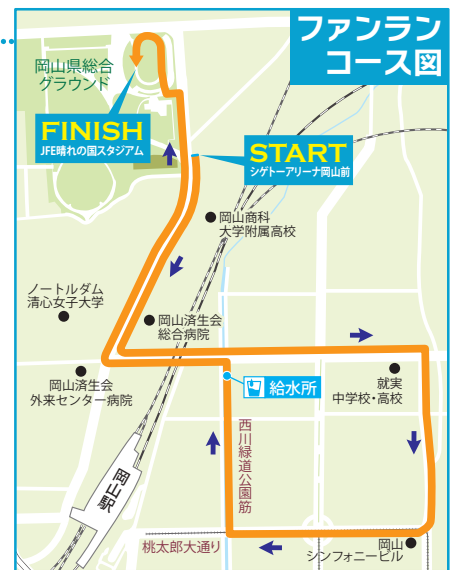 ファンラン
コース図
岡山県総合
グラウンド
FINISH
JFE晴れの国スタジアム
START
シゲトーアリーナ岡山前
岡山商科
大学附属高校
ノートルダム
清心女子大学
岡山済生会
総合病院
岡山済生会
外来センター病院
給水所
就実
中学校・高校
西川緑道公園筋
岡山駅
桃太郎大通り
岡山
シンフォニービル